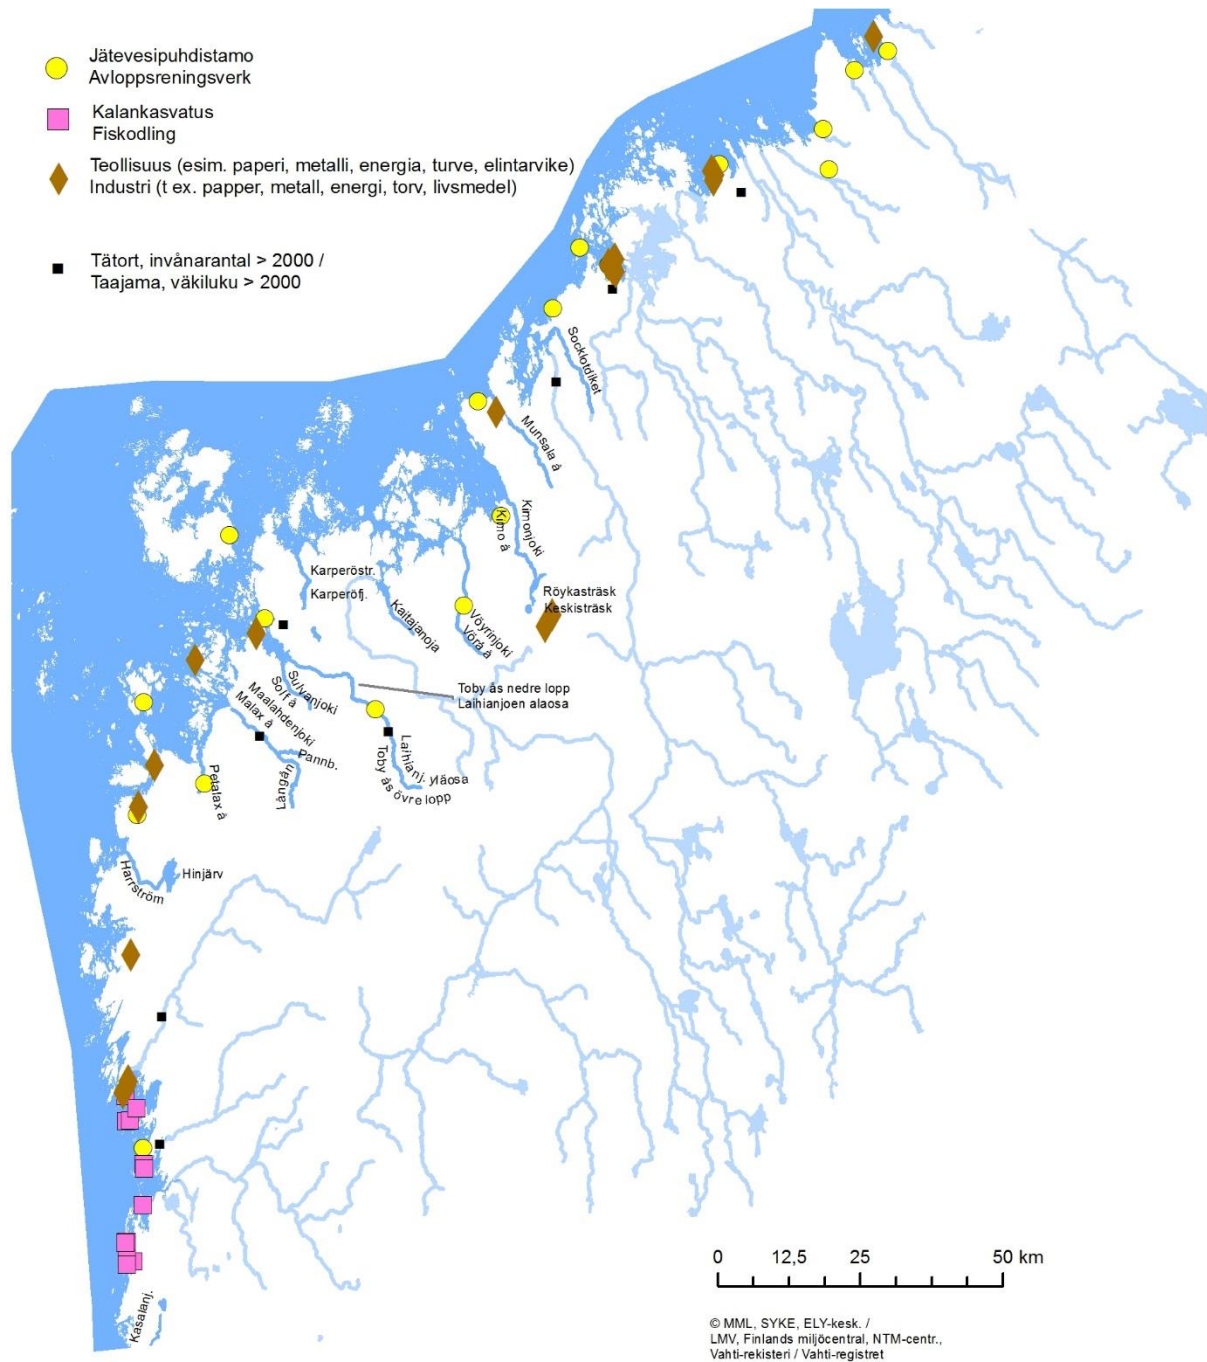 Jätevesipuhdistamo
Avloppsreningsverk
Kalankasvatus
Fiskodling
Teollisuus (esim. paperi, metalli, energia, turve, elintarvike)
Industri (t ex. papper, metall, energi, torv, livsmedel)
Tätort, invånarantal > 2000 /
Taajama, väkiluku > 2000
Socklotdiket
Munsala å
Kimonjoki
Kimo å
Karperöstr.
Karperöfj.
Kaitajanoja
Röykasträsk
Keskisträsk
Vöyrinjoki
Vörå å
Sulvanjoki
Solf å
Toby ås nedre lopp
Laihianjoen alaosa
Maalahdenjoki
Malax å
Pannb.
Långån
Laihianj. yläosa
Toby ås övre lopp
Petalax å
Hinjärv
Harrström
Kasalanj.
0 12,5 25 50 km
© MML, SYKE, ELY-kesk. /
LMV, Finlands miljöcentral, NTM-centr.,
Vahti-rekisteri / Vahti-registret